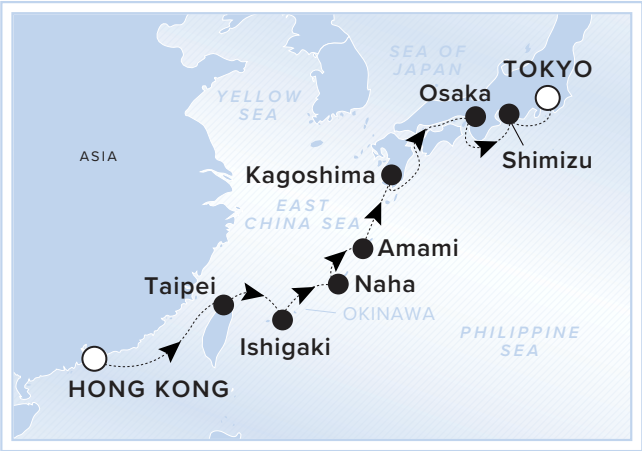 SEA OF
JAPAN
TOKYO
Osaka
YELLOW
SEA
ASIA
Shimizu
Kagoshima
EAST
CHINA SEA
Amami
Taipei
Naha
OKINAWA
Ishigaki
PHILIPPINE
SEA
HONG KONG